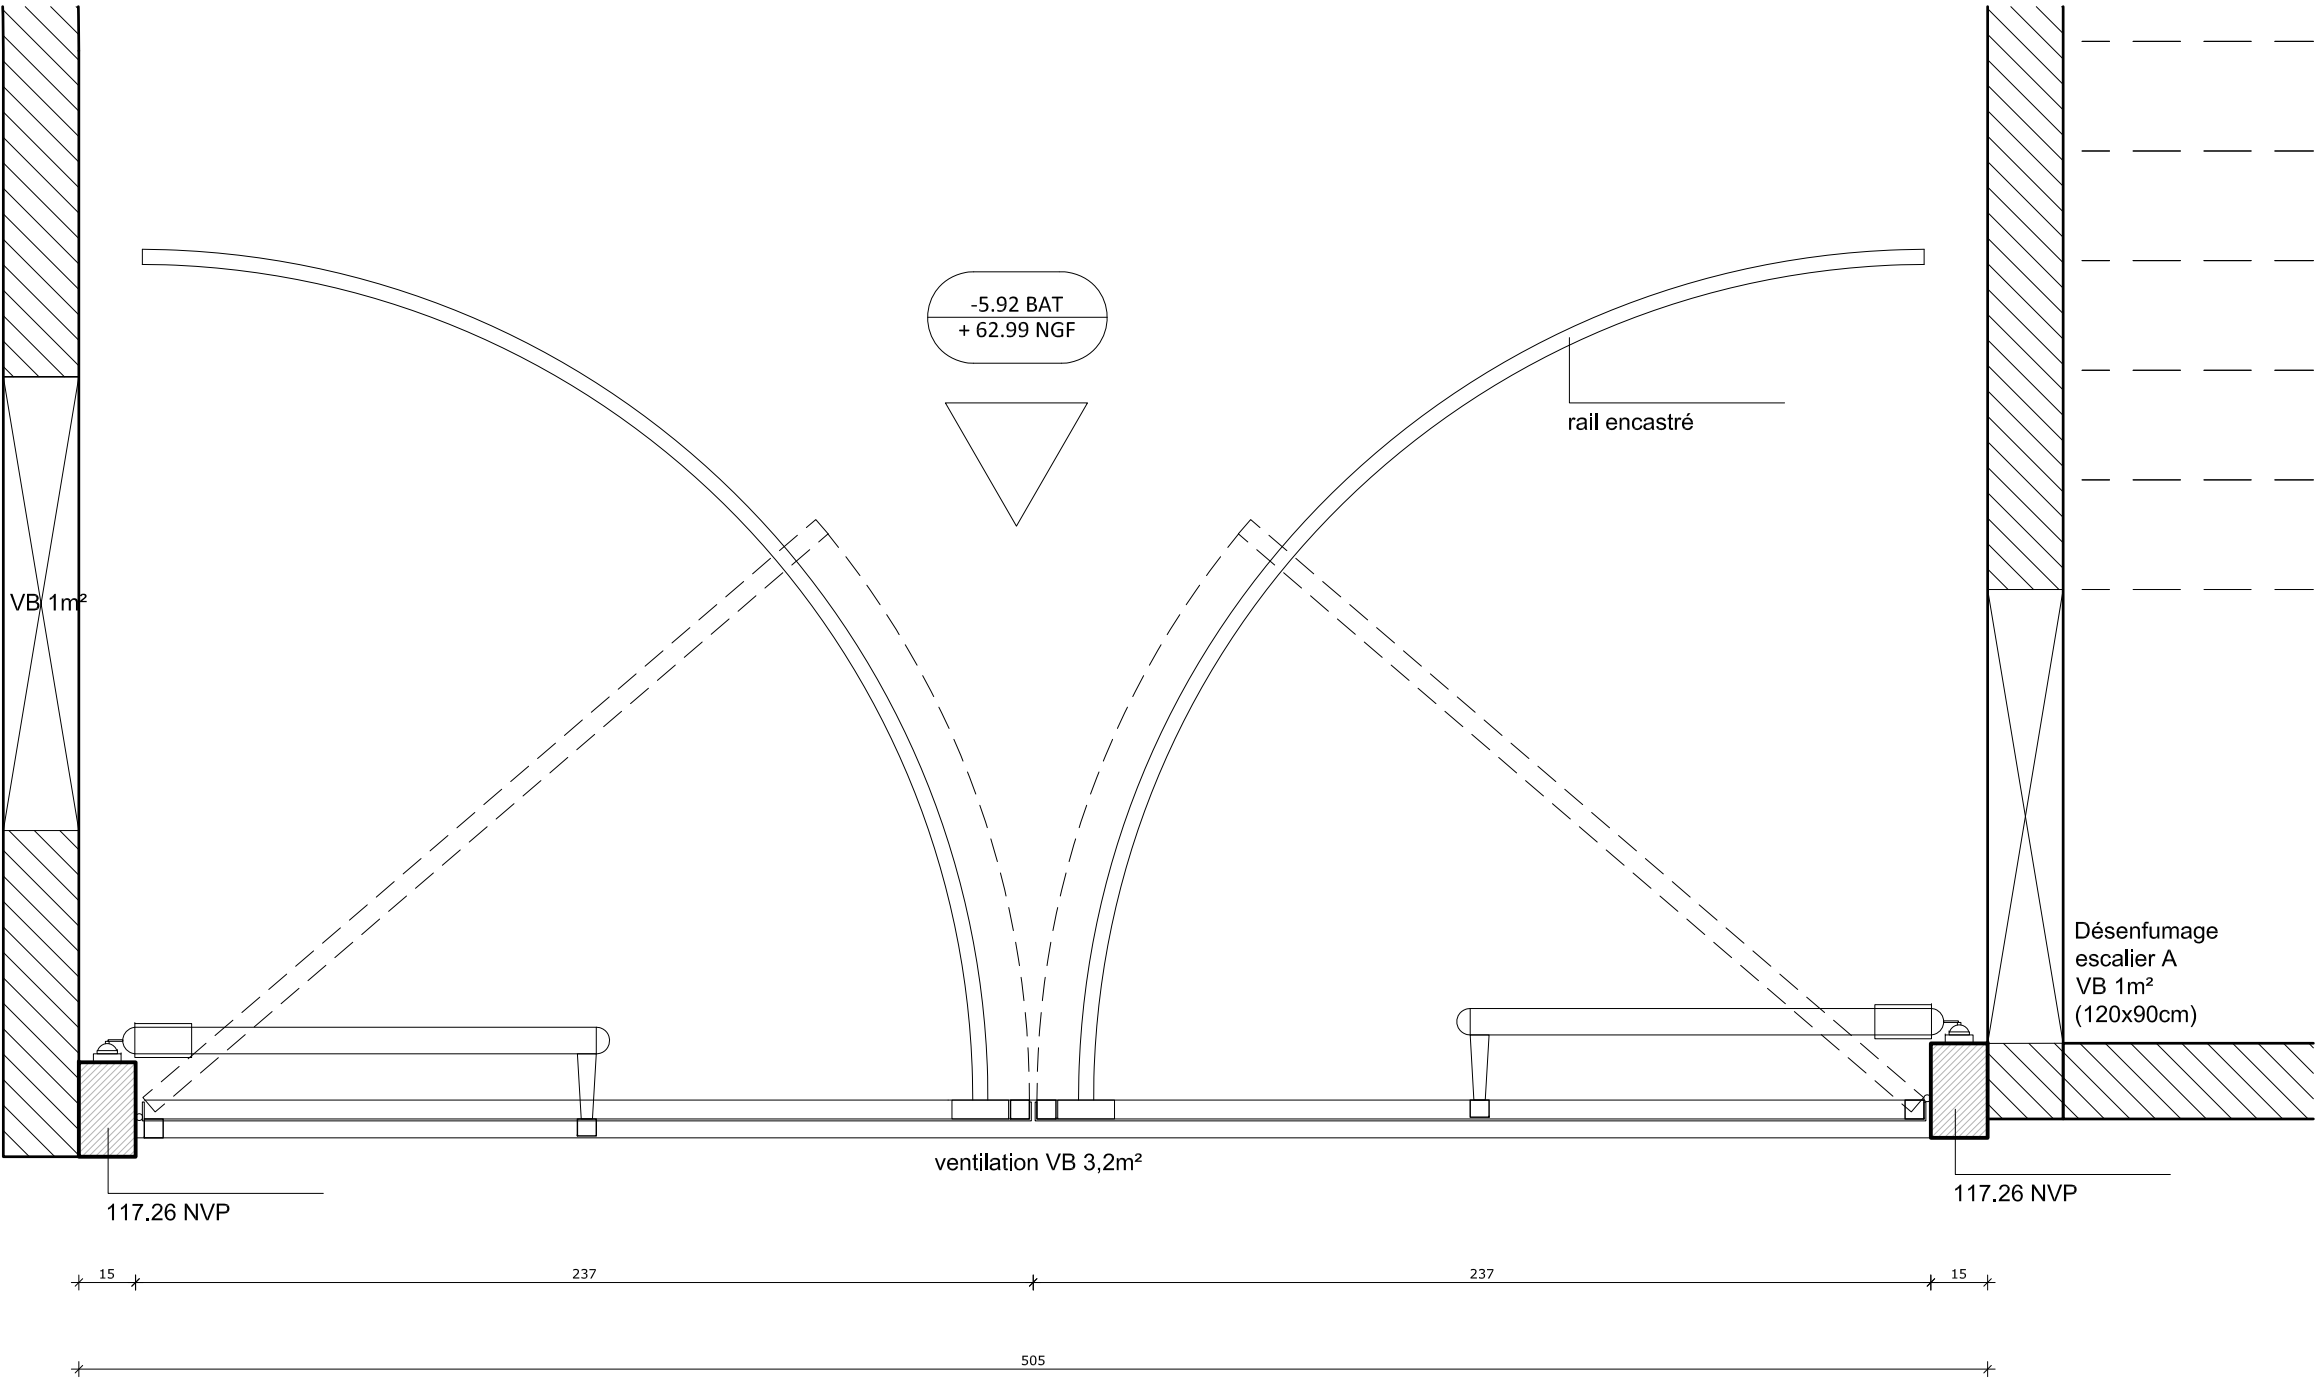 -5.92 BAT
+ 62.99 NGF
rail encastré
VB 1m²
Désenfumage
escalier A
VB 1m²
(120x90cm)
ventilation VB 3,2m²
117.26 NVP
117.26 NVP
15
237
237
15
505